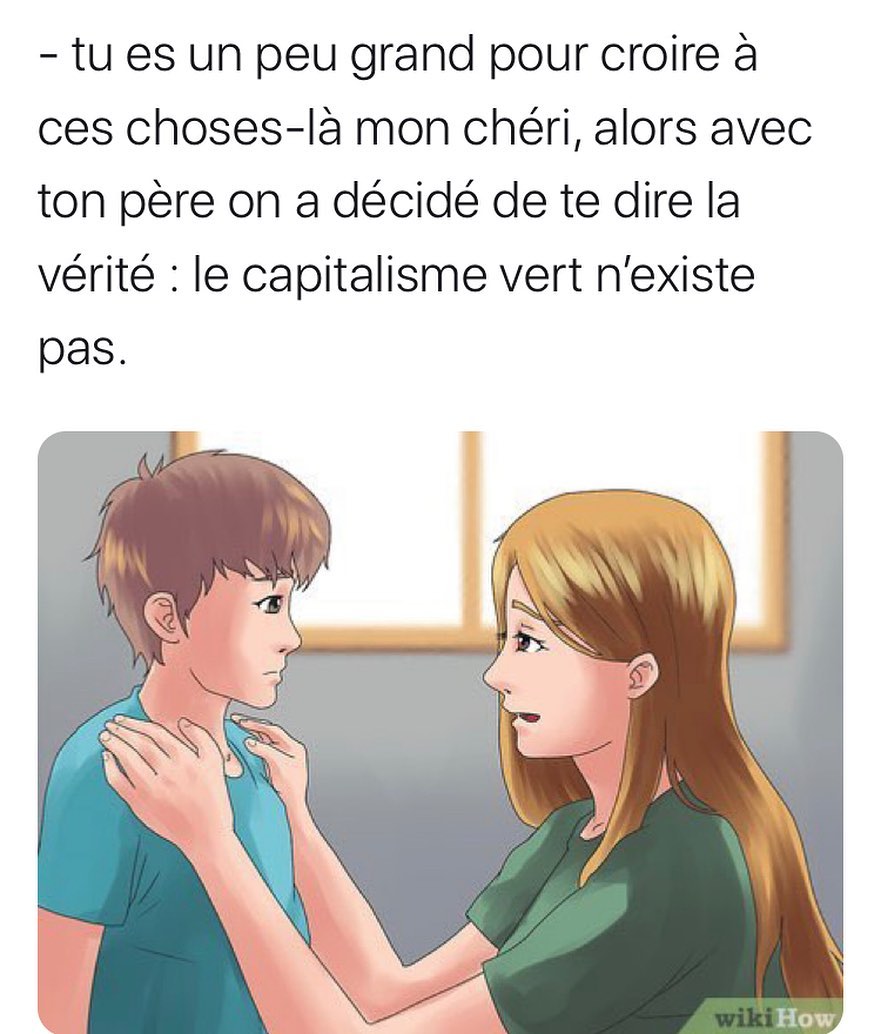 - tu es un peu grand pour croire à
ces choses-là mon chéri, alors avec
ton père on a décidé de te dire la
vérité : le capitalisme vert n’existe
pas.
wikiHow